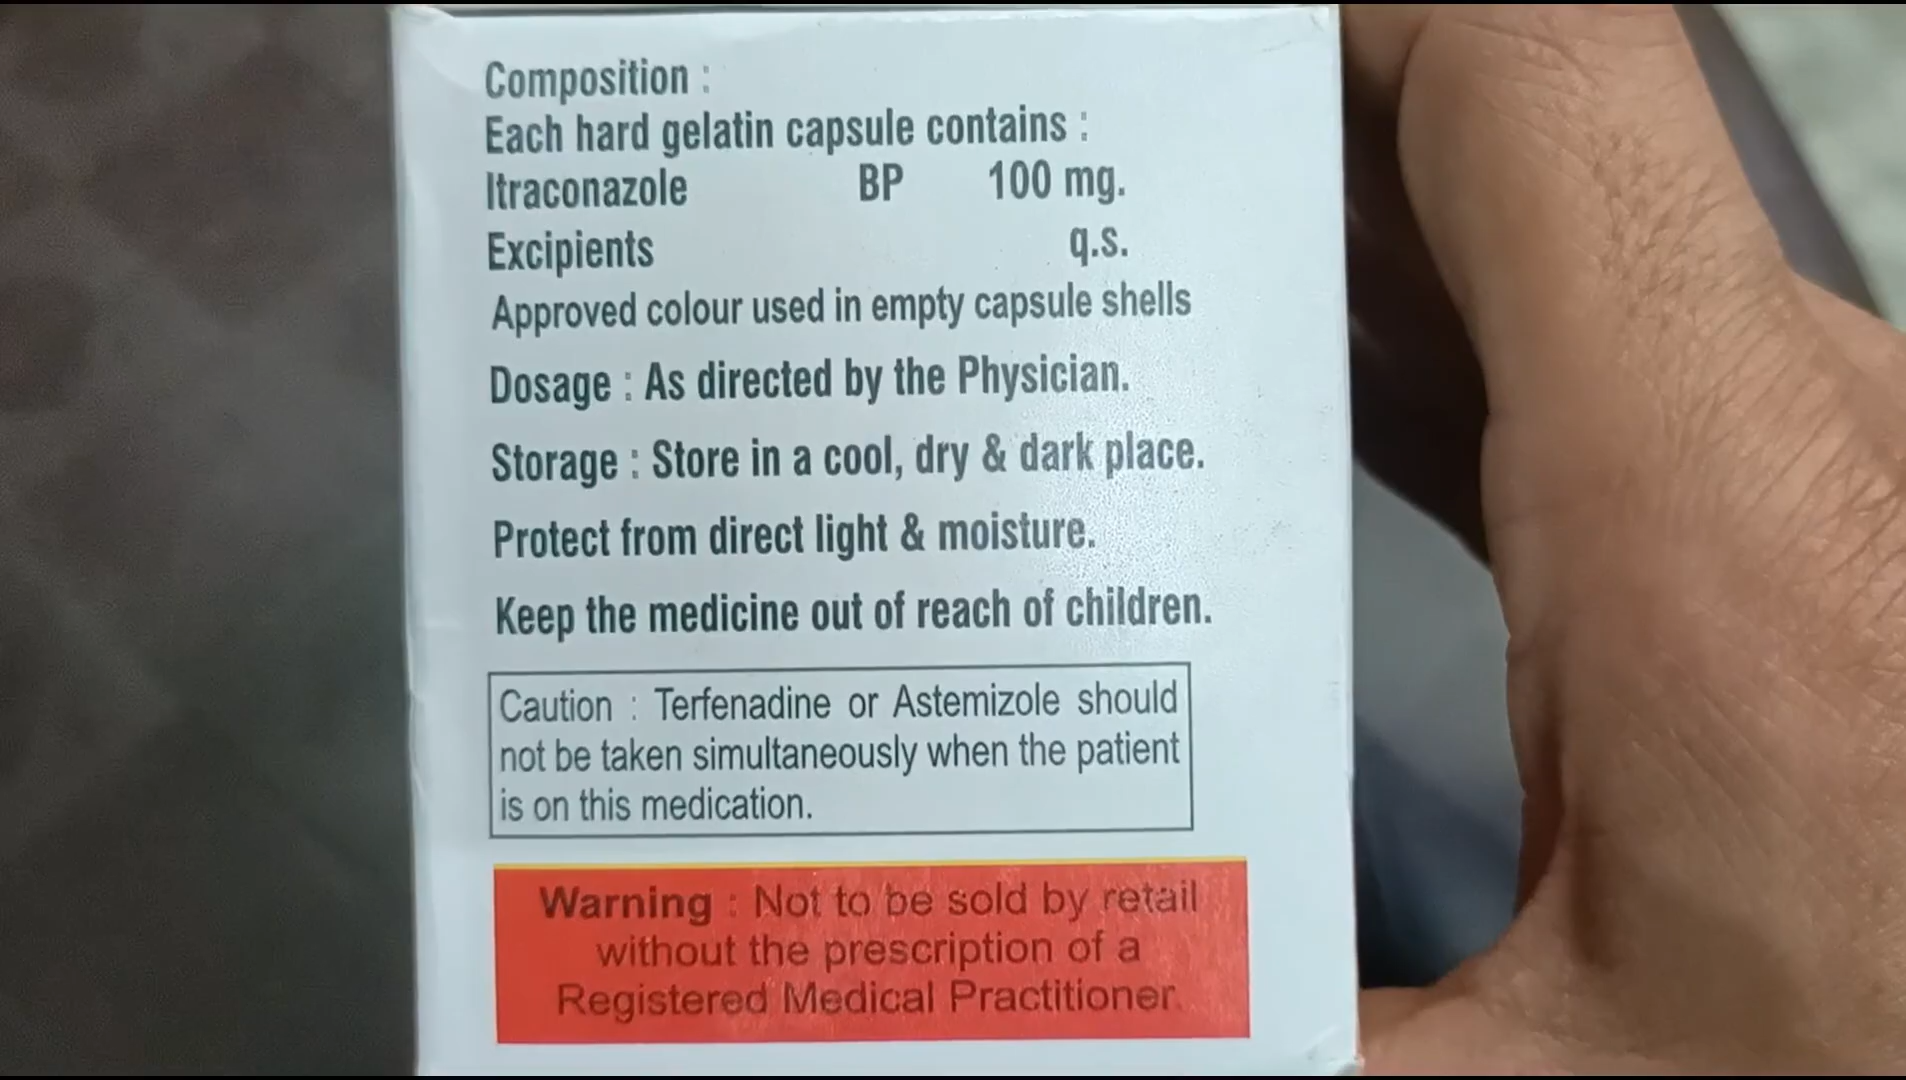 Composition :
Each hard gelatin capsule contains :
Itraconazole BP 100 mg.
Excipients q.s.
Approved colour used in empty capsule shells
Dosage : As directed by the Physician.
Storage : Store in a cool, dry & dark place.
Protect from direct light & moisture.
Keep the medicine out of reach of children.
Caution : Terfenadine or Astemizole should
not be taken simultaneously when the patient
is on this medication.
Warning : Not to be sold by retail
without the prescription of a
Registered Medical Practitioner.